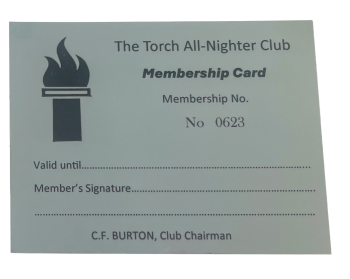 The Torch All-Nighter Club
Membership Card
Membership No.
No 0623
Valid until..........................................................................
Member's Signature............................................................
..........................................................................................
C.F. BURTON, Club Chairman